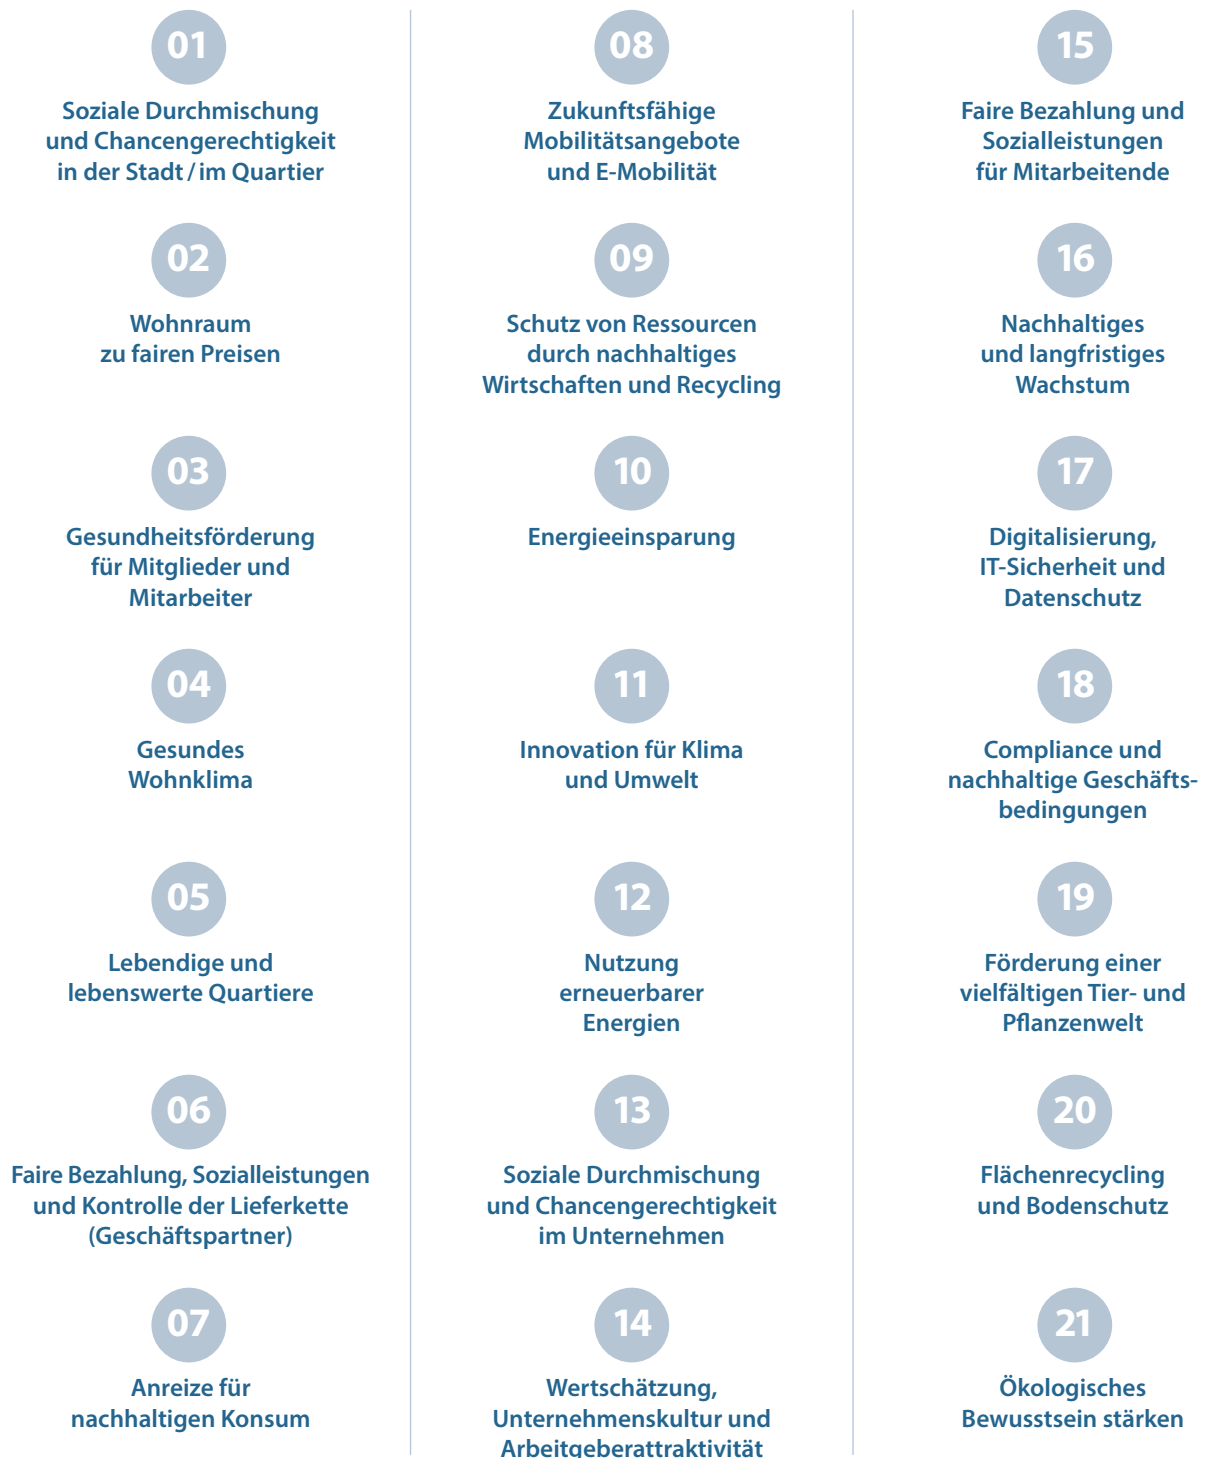 01
Soziale Durchmischung
und Chancengerechtigkeit
in der Stadt / im Quartier
02
Wohnraum
zu fairen Preisen
03
Gesundheitsförderung
für Mitglieder und
Mitarbeiter
04
Gesundes
Wohnklima
05
Lebendige und
lebenswerte Quartiere
06
Faire Bezahlung, Sozialleistungen
und Kontrolle der Lieferkette
(Geschäftspartner)
07
Anreize für
nachhaltigen Konsum
08
Zukunftsfähige
Mobilitätsangebote
und E-Mobilität
09
Schutz von Ressourcen
durch nachhaltiges
Wirtschaften und Recycling
10
Energieeinsparung
11
Innovation für Klima
und Umwelt
12
Nutzung
erneuerbarer
Energien
13
Soziale Durchmischung
und Chancengerechtigkeit
im Unternehmen
14
Wertschätzung,
Unternehmenskultur und
Arbeitgeberattraktivität
15
Faire Bezahlung und
Sozialleistungen
für Mitarbeitende
16
Nachhaltiges
und langfristiges
Wachstum
17
Digitalisierung,
IT-Sicherheit und
Datenschutz
18
Compliance und
nachhaltige Geschäfts-
bedingungen
19
Förderung einer
vielfältigen Tier- und
Pflanzenwelt
20
Flächenrecycling
und Bodenschutz
21
Ökologisches
Bewusstsein stärken